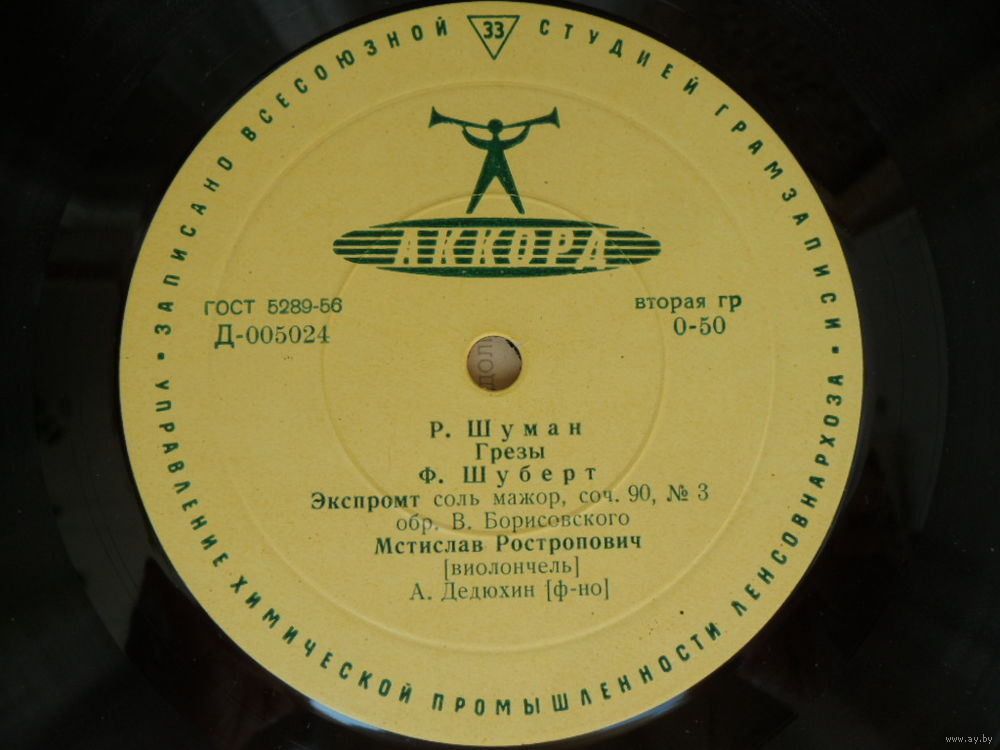 • ЗАПИСАНО ВСЕСОЮЗНОЙ СТУДИЕЙ ГРАМЗАПИСИ •
33
АККОРД
ГОСТ 5289-56
Д-005024
вторая гр
0-50
Р. Шуман
Грезы
Ф. Шуберт
Экспромт соль мажор, соч. 90, № 3
обр. В. Борисовского
Мстислав Ростропович
[виолончель]
А. Дедюхин [ф-но]
УПРАВЛЕНИЕ ХИМИЧЕСКОЙ ПРОМЫШЛЕННОСТИ ЛЕНСОВНАРХОЗА
www.ay.by